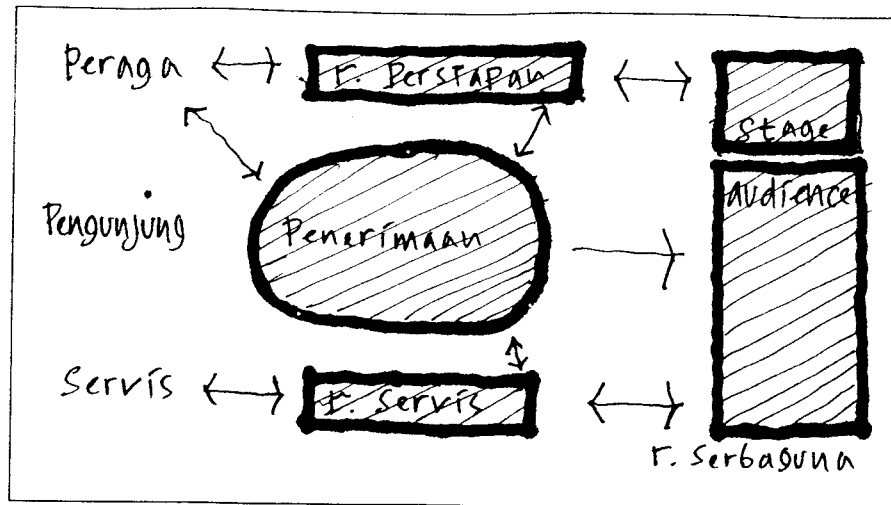 Peraga
r. Persiapan
Stage
audience
Pengunjung
Penerimaan
Servis
r. Servis
r. Serbaguna